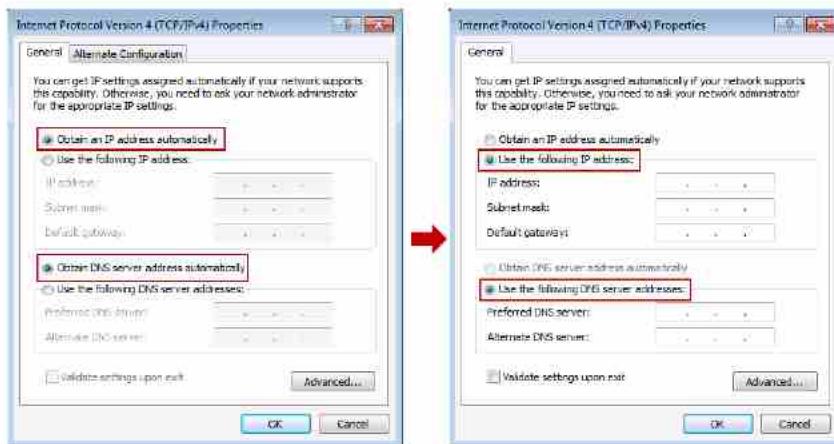 Internet Protocol Version 4 (TCP/IPv4) Properties
General
Alternate Configuration
You can get IP settings assigned automatically if your network supports
this capability. Otherwise, you need to ask your network administrator
for the appropriate IP settings.
Obtain an IP address automatically
Use the following IP address:
IP address:
Subnet mask:
Default gateway:
Obtain DNS server address automatically
Use the following DNS server addresses:
Preferred DNS server:
Alternate DNS server:
Validate settings upon exit
Advanced...
OK
Cancel
Internet Protocol Version 4 (TCP/IPv4) Properties
General
You can get IP settings assigned automatically if your network supports
this capability. Otherwise, you need to ask your network administrator
for the appropriate IP settings.
Obtain an IP address automatically
Use the following IP address:
IP address:
Subnet mask:
Default gateway:
Obtain DNS server address automatically
Use the following DNS server addresses:
Preferred DNS server:
Alternate DNS server:
Validate settings upon exit
Advanced...
OK
Cancel